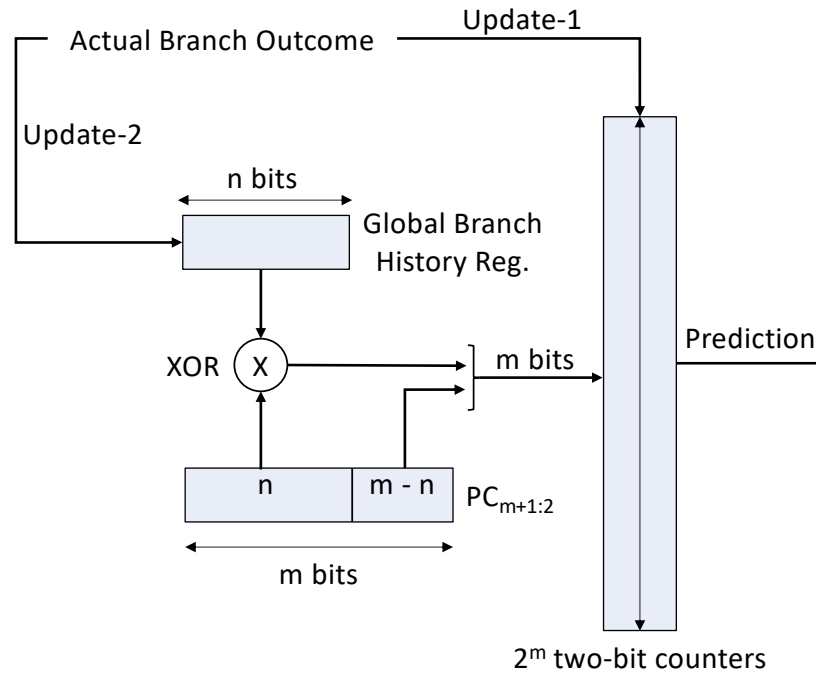 Update-1
Actual Branch Outcome
Update-2
n bits
Global Branch
History Reg.
Prediction
XOR
X
m bits
n
m - n
PCm+1:2
m bits
2m two-bit counters